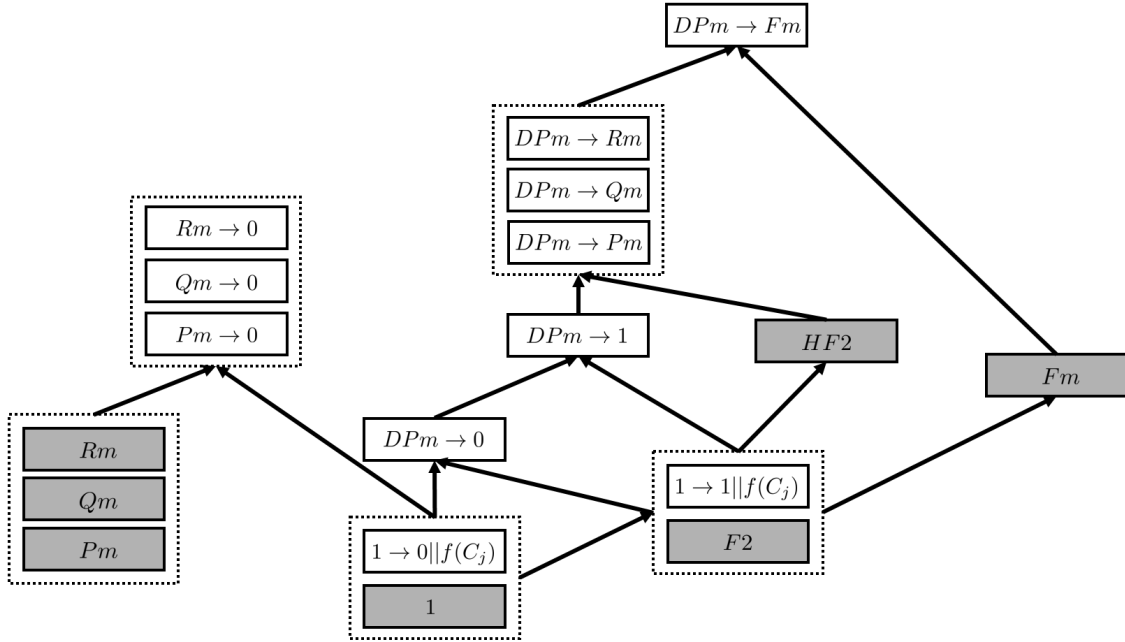 DPm → Fm
DPm → Rm
DPm → Qm
DPm → Pm
Rm → 0
Qm → 0
Pm → 0
DPm → 1
HF2
Fm
DPm → 0
Rm
Qm
Pm
1 → 1||f(C_j)
F2
1 → 0||f(C_j)
1